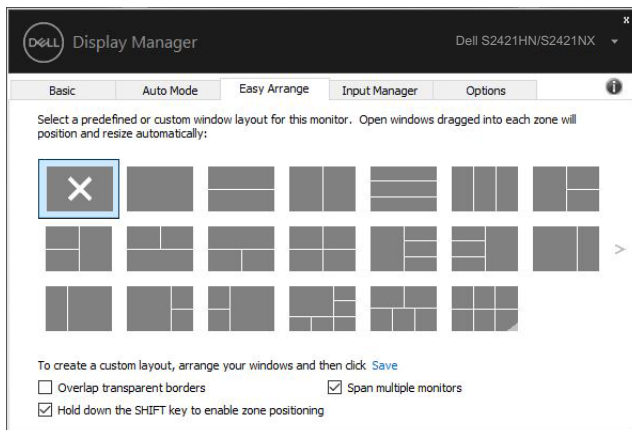 x
DELL Display Manager Dell S2421HN/S2421NX
Basic Auto Mode Easy Arrange Input Manager Options i
Select a predefined or custom window layout for this monitor. Open windows dragged into each zone will
position and resize automatically:
>
To create a custom layout, arrange your windows and then click Save
Overlap transparent borders Span multiple monitors
Hold down the SHIFT key to enable zone positioning